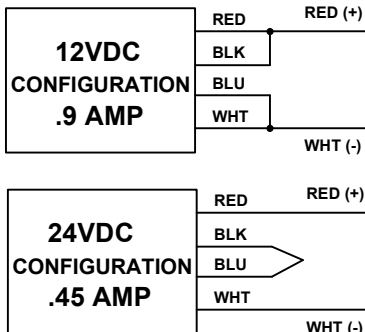 RED (+)
RED
12VDC
BLK
CONFIGURATION
BLU
.9 AMP
WHT
WHT (-)
RED (+)
RED
24VDC
BLK
CONFIGURATION
BLU
.45 AMP
WHT
WHT (-)